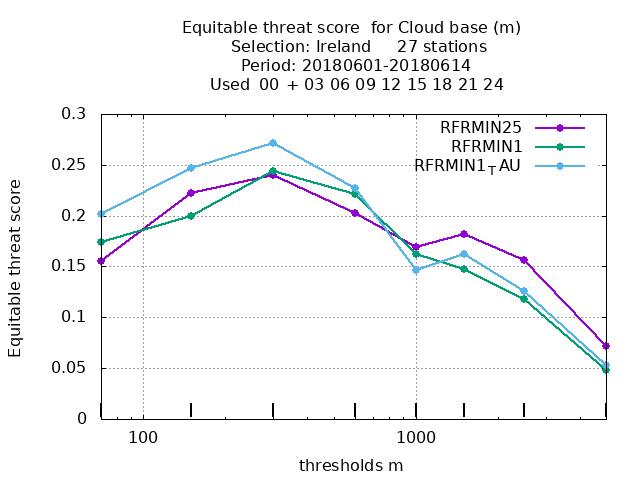 Equitable threat score  for Cloud base (m)
Selection: Ireland     27 stations
Period: 20180601-20180614
Used  00 + 03 06 09 12 15 18 21 24
RFRMIN25
RFRMIN1
RFRMIN1TAU
Equitable threat score
0.3
0.25
0.2
0.15
0.1
0.05
0
100 1000
thresholds m